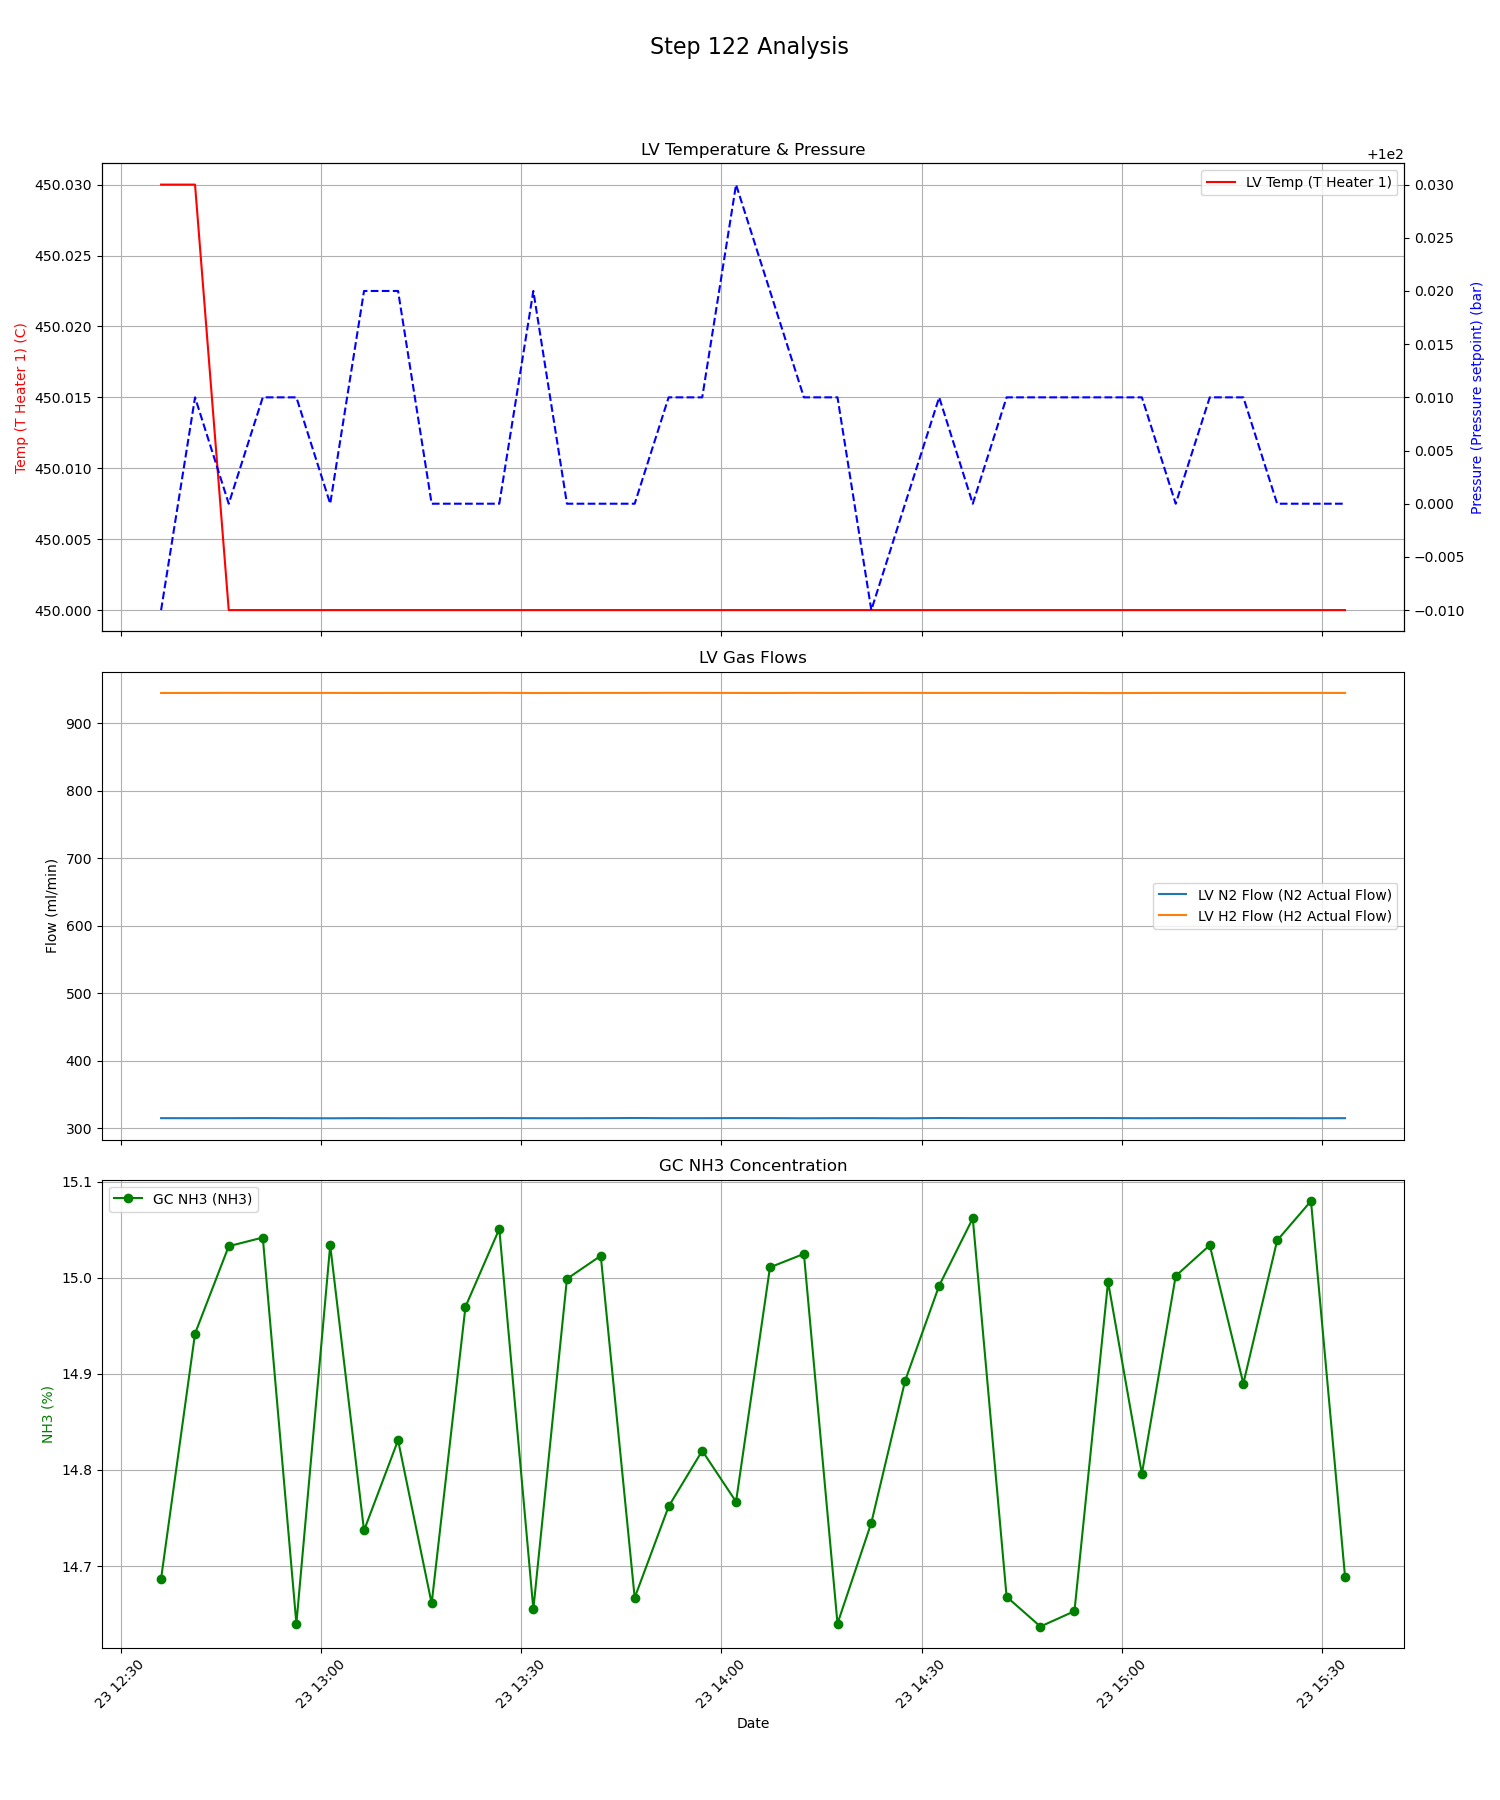 Step 122 Analysis
LV Temperature & Pressure
+1e2
LV Temp (T Heater 1)
Temp (T Heater 1) (C)
450.030
450.025
450.020
450.015
450.010
450.005
450.000
0.030
0.025
0.020
0.015
0.010
0.005
0.000
−0.005
−0.010
Pressure (Pressure setpoint) (bar)
LV Gas Flows
Flow (ml/min)
900
800
700
600
500
400
300
LV N2 Flow (N2 Actual Flow)
LV H2 Flow (H2 Actual Flow)
GC NH3 Concentration
GC NH3 (NH3)
NH3 (%)
15.1
15.0
14.9
14.8
14.7
23 12:30
23 13:00
23 13:30
23 14:00
23 14:30
23 15:00
23 15:30
Date